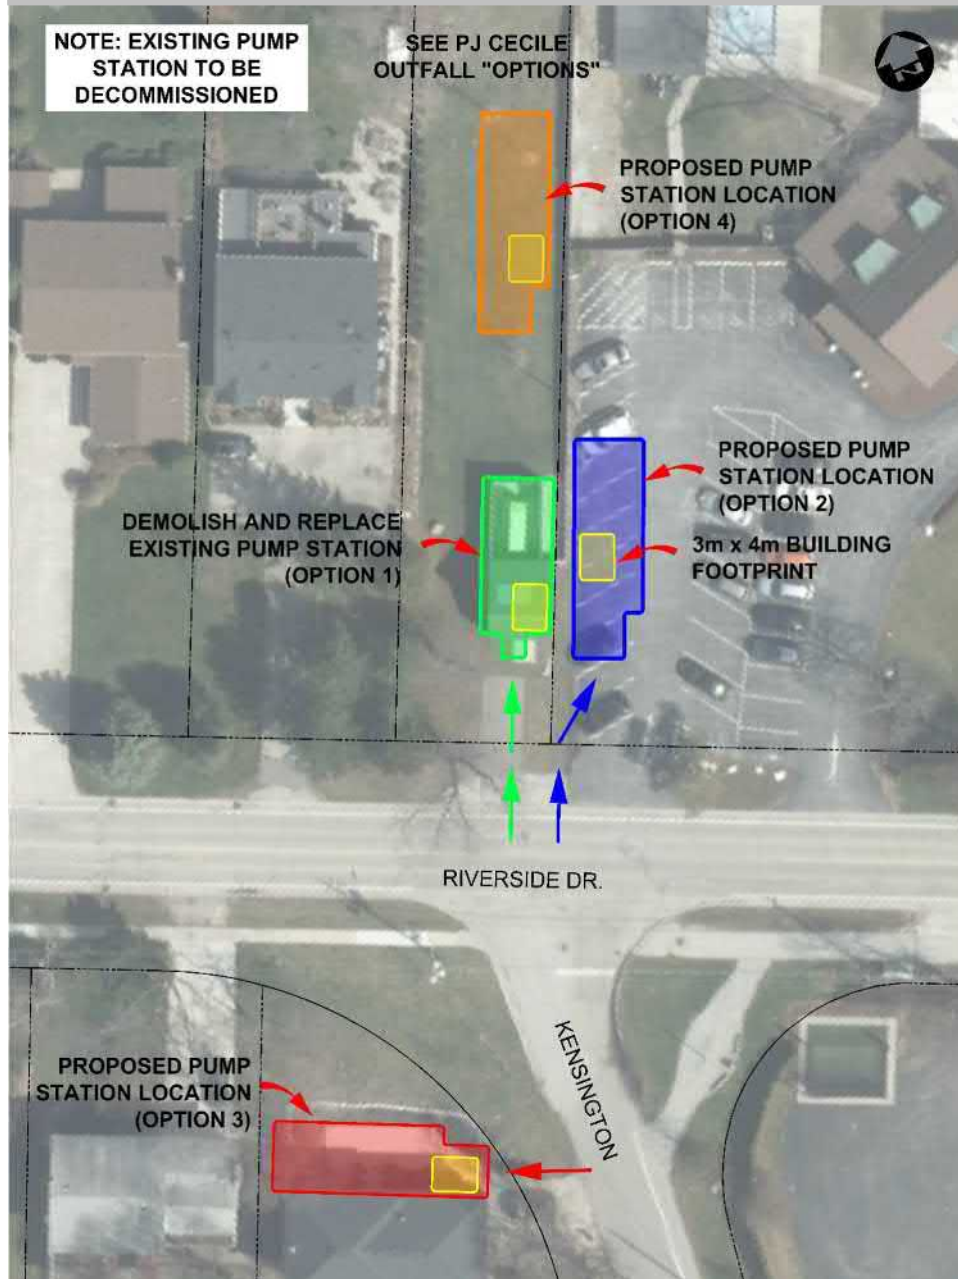 NOTE: EXISTING PUMP
STATION TO BE
DECOMMISSIONED
SEE PJ CECILE
OUTFALL "OPTIONS"
PROPOSED PUMP
STATION LOCATION
(OPTION 4)
PROPOSED PUMP
STATION LOCATION
(OPTION 2)
3m x 4m BUILDING
FOOTPRINT
DEMOLISH AND REPLACE
EXISTING PUMP STATION
(OPTION 1)
RIVERSIDE DR.
KENSINGTON
PROPOSED PUMP
STATION LOCATION
(OPTION 3)